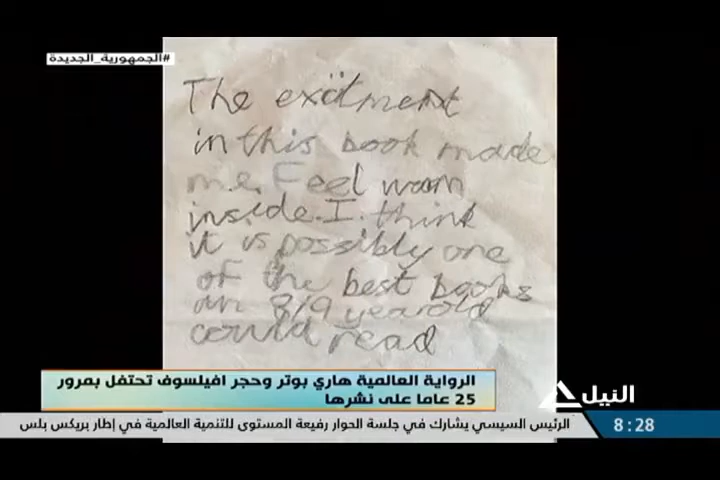 #الجمهورية_الجديدة
The excitment
in this book made
me. Feel warm
inside. I. think
it is possibly one
of the best books
an 8/9 year old
could read
الرواية العالمية هاري بوتر وحجر افيلسوف تحتفل بمرور
25 عاما على نشرها
النيل
الرئيس السيسي يشارك في جلسة الحوار رفيعة المستوى للتنمية العالمية في إطار بريكس بلس
8:28